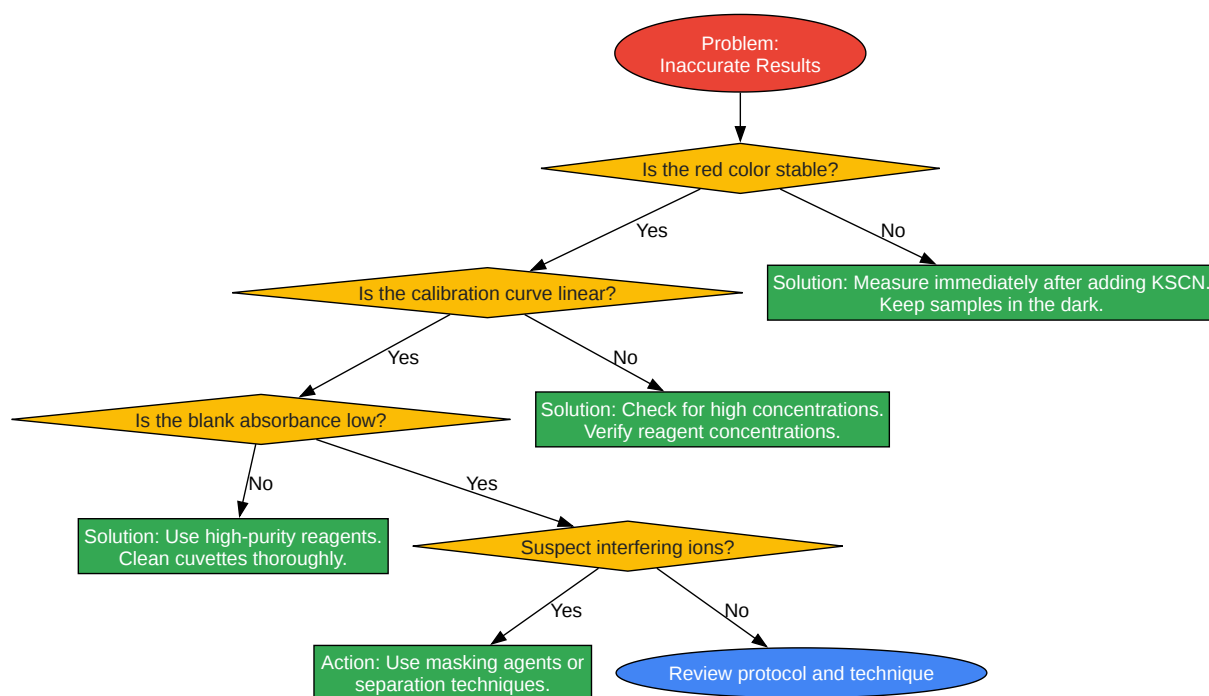 Problem:
Inaccurate Results
Is the red color stable?
Yes
No
Is the calibration curve linear?
Solution: Measure immediately after adding KSCN.
Keep samples in the dark.
Yes
No
Is the blank absorbance low?
Solution: Check for high concentrations.
Verify reagent concentrations.
No
Yes
Solution: Use high-purity reagents.
Clean cuvettes thoroughly.
Suspect interfering ions?
Yes
No
Action: Use masking agents or
separation techniques.
Review protocol and technique